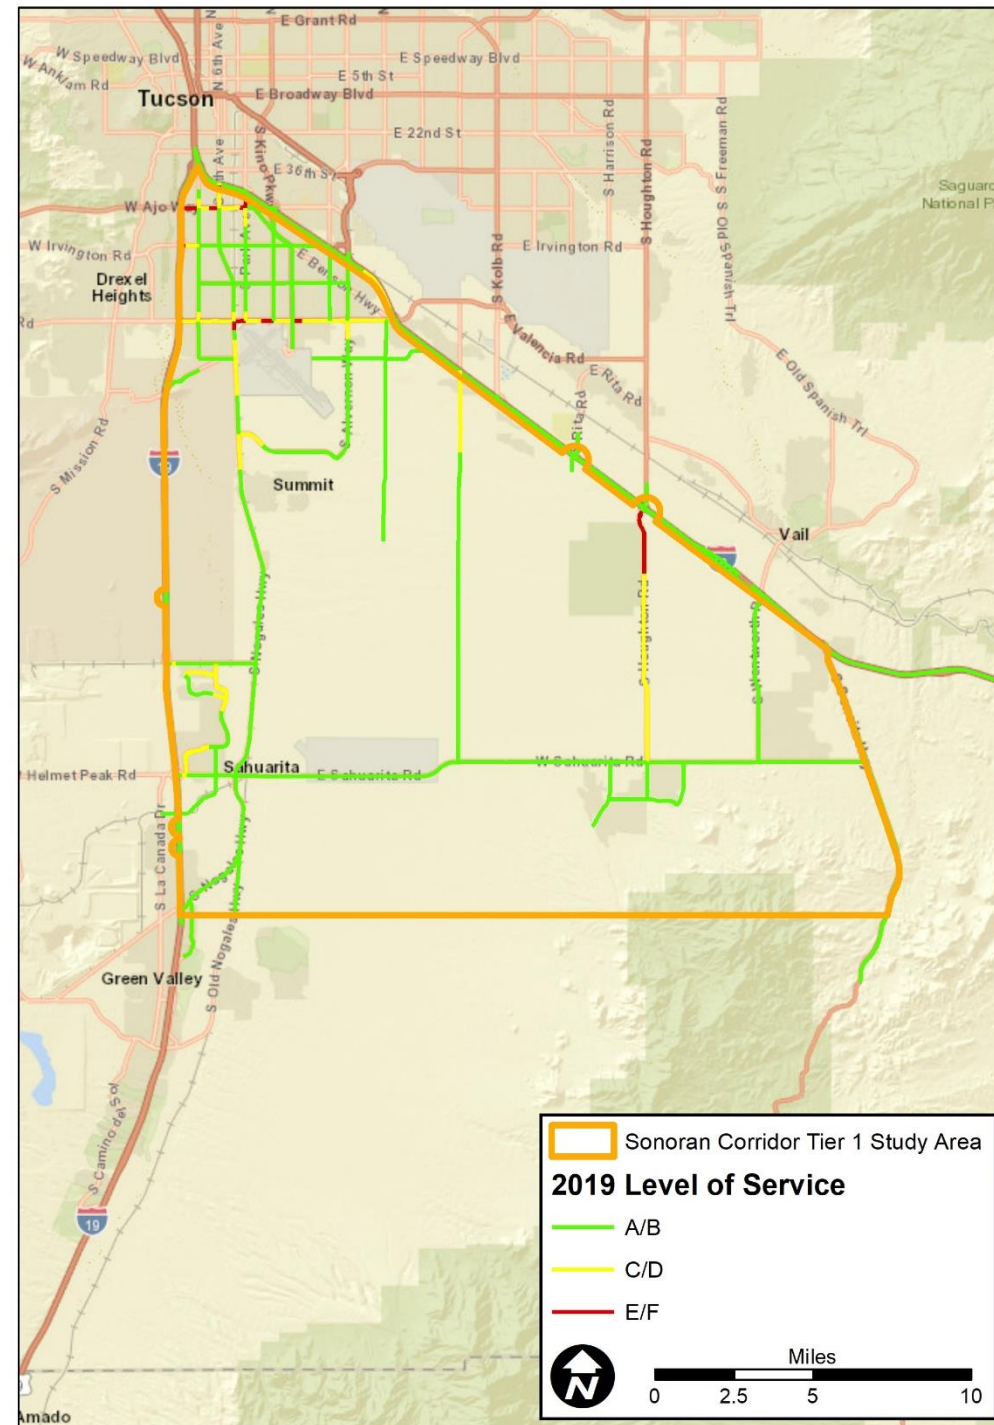 E Grant Rd
W Speedway Blvd
N 6th Ave
E Speedway Blvd
E 5th St
Tucson
E Broadway Blvd
E 22nd St
S Kino Pkwy
E 36th St
S Harrison Rd
S Houghton Rd
S Freeman Rd
S Old Spanish Trl
W Ajo W
Saguaro
National P
W Irvington Rd
E Irvington Rd
Drexel
Heights
S Park Ave
E Benson Hwy
S Kolb Rd
Rd
E Valencia Rd
E Rita Rd
E Old Spanish Trl
S Alvernon Way
S Rita Rd
S Mission Rd
19
Summit
Vail
S Nogales Hwy
S Houghton Rd
S Wentworth R
Helmet Peak Rd
Sahuarita
E Sahuarita Rd
W Sahuarita Rd
S La Canada Dr
S Nogales Hwy
S Old Nogales Hwy
Green Valley
S Camino del Sol
19
Amado
Sonoran Corridor Tier 1 Study Area
2019 Level of Service
A/B
C/D
E/F
N
Miles
0 2.5 5 10